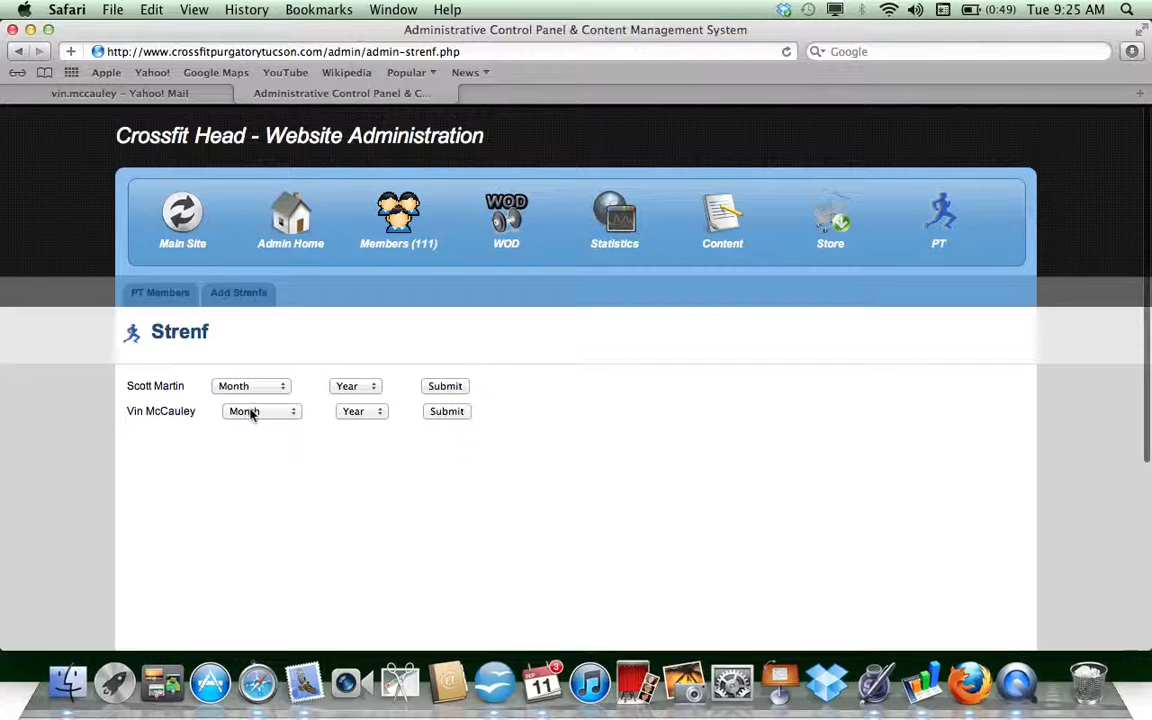 Safari File Edit View History Bookmarks Window Help (0:49) Tue 9:25 AM
Administrative Control Panel & Content Management System
http://www.crossfitpurgatorytucson.com/admin/admin-strenf.php Google
Apple Yahoo! Google Maps YouTube Wikipedia Popular News
vin.mccauley – Yahoo! Mail Administrative Control Panel & C...
Crossfit Head - Website Administration
WOD
Main Site Admin Home Members (111) WOD Statistics Content Store PT
PT Members Add Strenfs
Strenf
Scott Martin Month Year Submit
Vin McCauley Month Year Submit
3
SEP
11